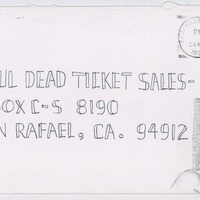 UL DEAD TICKET SALES-
OX C-S 8190
N RAFAEL, CA. 94912